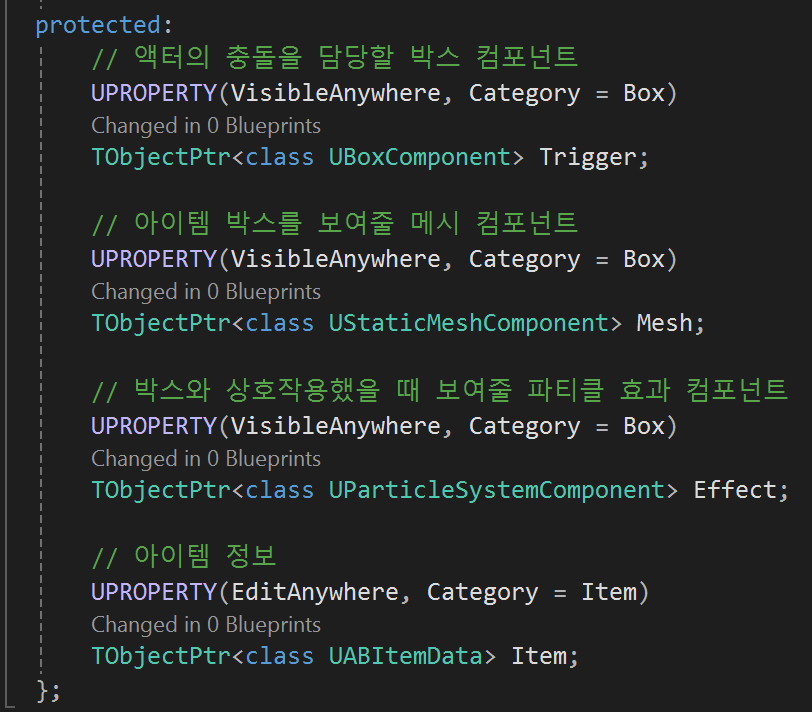 protected:
// 액터의 충돌을 담당할 박스 컴포넌트
UPROPERTY(VisibleAnywhere, Category = Box)
Changed in 0 Blueprints
TObjectPtr<class UBoxComponent> Trigger;
// 아이템 박스를 보여줄 메시 컴포넌트
UPROPERTY(VisibleAnywhere, Category = Box)
Changed in 0 Blueprints
TObjectPtr<class UStaticMeshComponent> Mesh;
// 박스와 상호작용했을 때 보여줄 파티클 효과 컴포넌트
UPROPERTY(VisibleAnywhere, Category = Box)
Changed in 0 Blueprints
TObjectPtr<class UParticleSystemComponent> Effect;
// 아이템 정보
UPROPERTY(EditAnywhere, Category = Item)
Changed in 0 Blueprints
TObjectPtr<class UABItemData> Item;
};